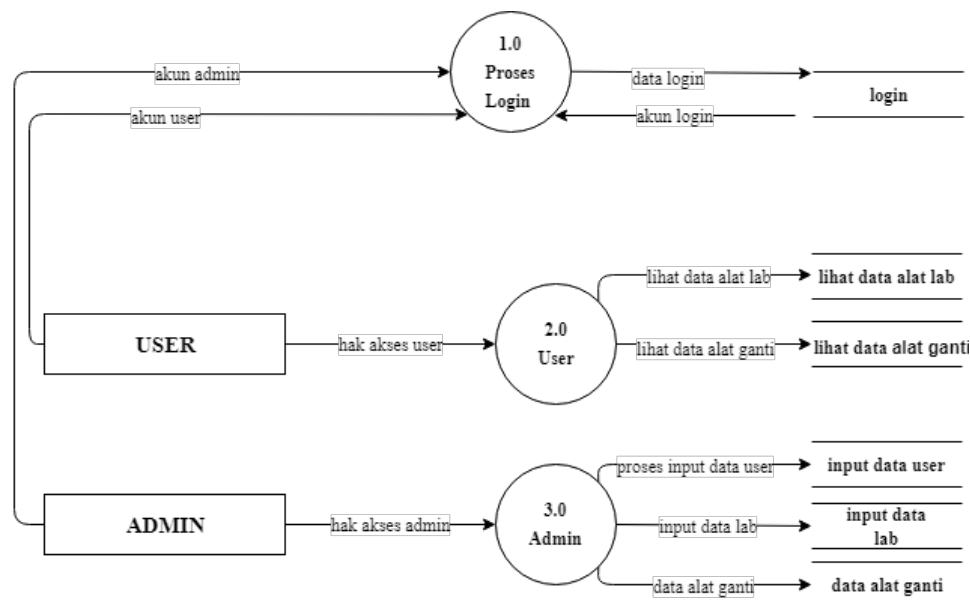 1.0
Proses
Login
akun admin
data login
login
akun user
akun login
lihat data alat lab
lihat data alat lab
USER
hak akses user
2.0
User
lihat data alat ganti
lihat data alat ganti
proses input data user
input data user
ADMIN
hak akses admin
3.0
Admin
input data lab
input data
lab
data alat ganti
data alat ganti